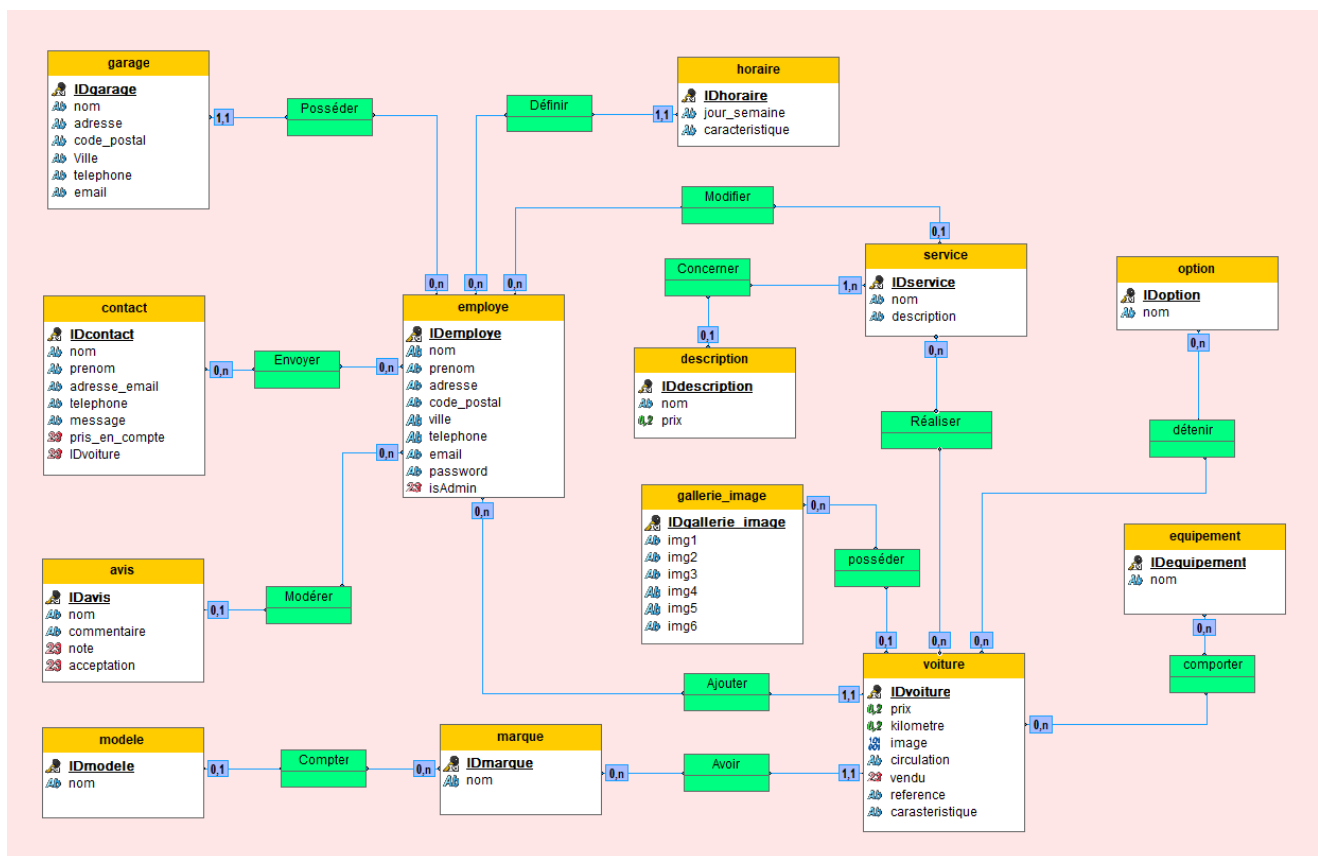 garage
IDgarage
nom
adresse
code_postal
Ville
telephone
email
1,1
Posséder
0,n
Définir
0,n
1,1
horaire
IDhoraire
jour_semaine
caracteristique
Modifier
0,n
0,1
service
IDservice
nom
description
Concerner
1,n
0,1
description
IDdescription
nom
prix
option
IDoption
nom
0,n
détenir
0,n
contact
IDcontact
nom
prenom
adresse_email
telephone
message
pris_en_compte
IDvoiture
0,n
Envoyer
0,n
employe
IDemploye
nom
prenom
adresse
code_postal
ville
telephone
email
password
isAdmin
0,n
0,n
Réaliser
0,n
gallerie_image
IDgallerie_image
img1
img2
img3
img4
img5
img6
0,n
posséder
0,1
equipement
IDequipement
nom
0,n
comporter
0,n
avis
IDavis
nom
commentaire
note
acceptation
0,1
Modérer
0,n
Ajouter
1,1
voiture
IDvoiture
prix
kilometre
image
circulation
vendu
reference
carasteristique
modele
IDmodele
nom
0,1
Compter
0,n
marque
IDmarque
nom
0,n
Avoir
1,1